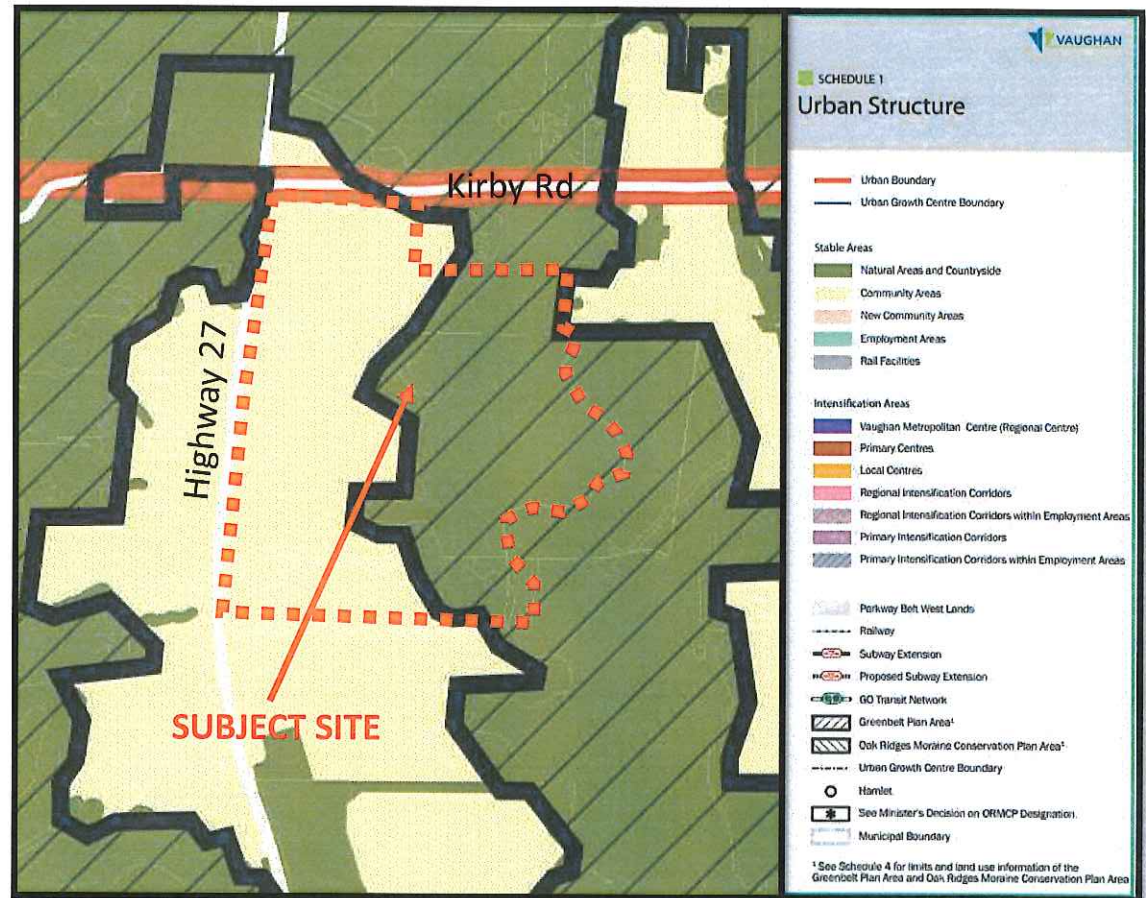 Kirby Rd
Highway 27
SUBJECT SITE
VAUGHAN
SCHEDULE 1
Urban Structure
Urban Boundary
Urban Growth Centre Boundary
Stable Areas
Natural Areas and Countryside
Community Areas
New Community Areas
Employment Areas
Rail Facilities
Intensification Areas
Vaughan Metropolitan Centre (Regional Centre)
Primary Centres
Local Centres
Regional Intensification Corridors
Regional Intensification Corridors within Employment Areas
Primary Intensification Corridors
Primary Intensification Corridors within Employment Areas
Parkway Belt West Lands
Railway
Subway Extension
Proposed Subway Extension
GO Transit Network
Greenbelt Plan Area¹
Oak Ridges Moraine Conservation Plan Area¹
Urban Growth Centre Boundary
Hamlet
See Minister's Decision on ORMCP Designation.
Municipal Boundary
¹ See Schedule 4 for limits and land use information of the
Greenbelt Plan Area and Oak Ridges Moraine Conservation Plan Area